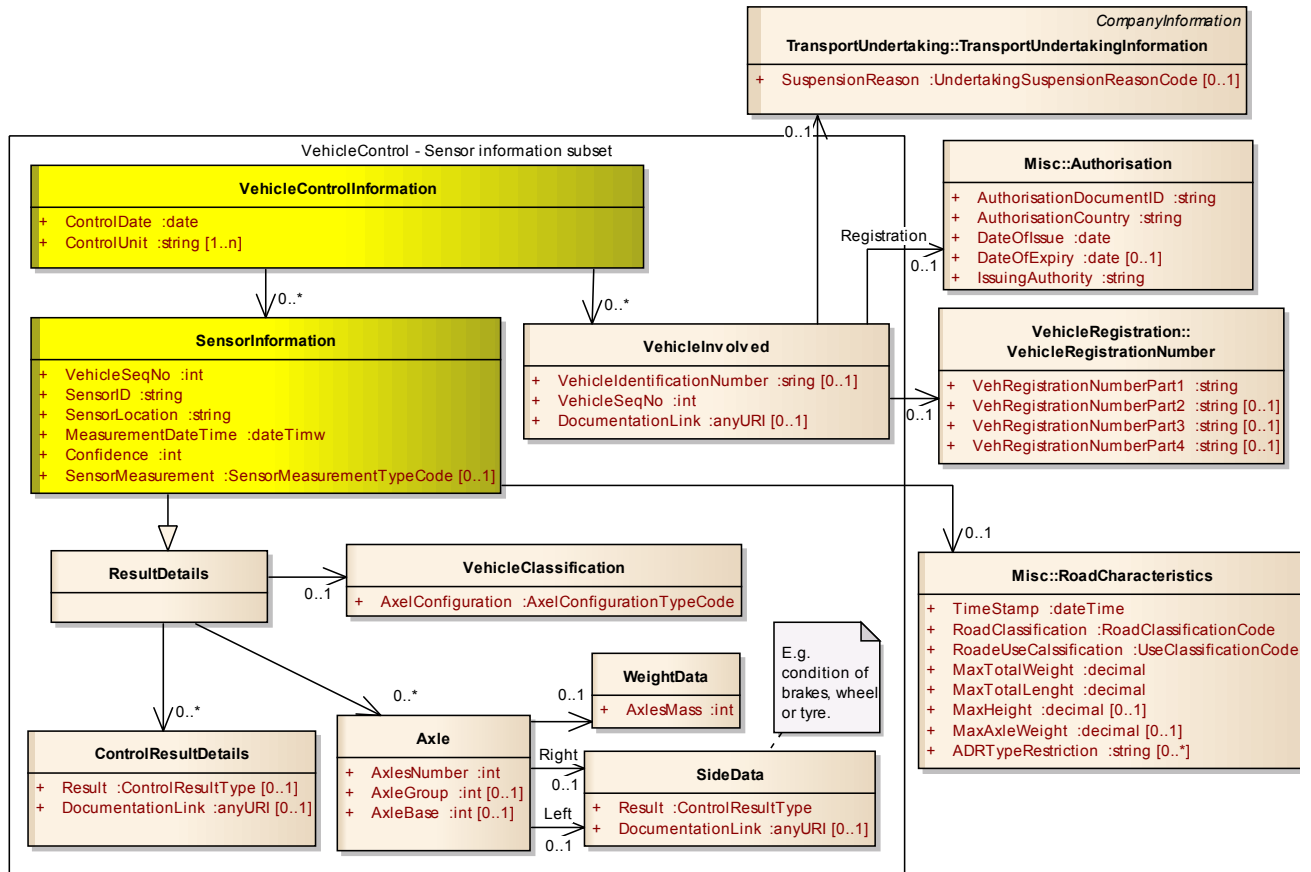 CompanyInformation
TransportUndertaking::TransportUndertakingInformation
+ SuspensionReason :UndertakingSuspensionReasonCode [0..1]
0..1
VehicleControl - Sensor information subset
VehicleControlInformation
+ ControlDate :date
+ ControlUnit :string [1..n]
Misc::Authorisation
+ AuthorisationDocumentID :string
+ AuthorisationCountry :string
+ DateOfIssue :date
+ DateOfExpiry :date [0..1]
+ IssuingAuthority :string
Registration
0..1
0..*
0..*
SensorInformation
+ VehicleSeqNo :int
+ SensorID :string
+ SensorLocation :string
+ MeasurementDateTime :dateTimw
+ Confidence :int
+ SensorMeasurement :SensorMeasurementTypeCode [0..1]
VehicleInvolved
+ VehicleIdentificationNumber :sring [0..1]
+ VehicleSeqNo :int
+ DocumentationLink :anyURI [0..1]
0..1
VehicleRegistration::
VehicleRegistrationNumber
+ VehRegistrationNumberPart1 :string
+ VehRegistrationNumberPart2 :string [0..1]
+ VehRegistrationNumberPart3 :string [0..1]
+ VehRegistrationNumberPart4 :string [0..1]
0..1
ResultDetails
0..1
VehicleClassification
+ AxelConfiguration :AxelConfigurationTypeCode
Misc::RoadCharacteristics
+ TimeStamp :dateTime
+ RoadClassification :RoadClassificationCode
+ RoadeUseCalssification :UseClassificationCode
+ MaxTotalWeight :decimal
+ MaxTotalLenght :decimal
+ MaxHeight :decimal [0..1]
+ MaxAxleWeight :decimal [0..1]
+ ADRTypeRestriction :string [0..*]
E.g.
condition of
brakes, wheel
or tyre.
0..*
0..*
0..1
WeightData
+ AxlesMass :int
ControlResultDetails
+ Result :ControlResultType [0..1]
+ DocumentationLink :anyURI [0..1]
Axle
+ AxlesNumber :int
+ AxleGroup :int [0..1]
+ AxleBase :int [0..1]
Right
0..1
Left
0..1
SideData
+ Result :ControlResultType
+ DocumentationLink :anyURI [0..1]